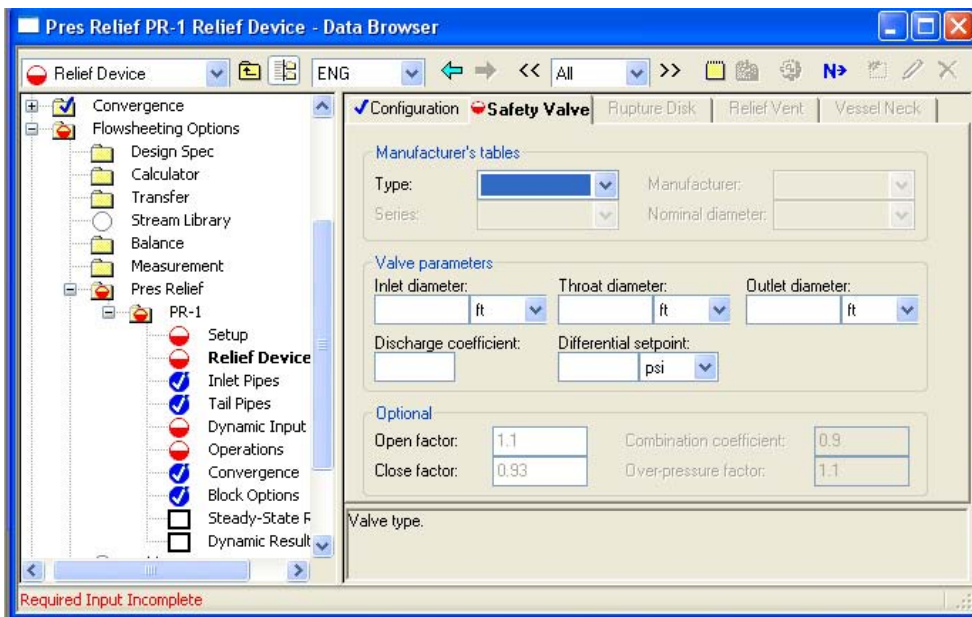 Pres Relief PR-1 Relief Device - Data Browser
Relief Device ENG << All >> N
Convergence
Flowsheeting Options
Design Spec
Calculator
Transfer
Stream Library
Balance
Measurement
Pres Relief
PR-1
Setup
Relief Device
Inlet Pipes
Tail Pipes
Dynamic Input
Operations
Convergence
Block Options
Steady-State R
Dynamic Result
Configuration Safety Valve Rupture Disk Relief Vent Vessel Neck
Manufacturer's tables
Type: Manufacturer:
Series: Nominal diameter:
Valve parameters
Inlet diameter: Throat diameter: Outlet diameter:
ft ft ft
Discharge coefficient: Differential setpoint:
psi
Optional
Open factor: 1.1 Combination coefficient: 0.9
Close factor: 0.93 Over-pressure factor: 1.1
Valve type.
Required Input Incomplete